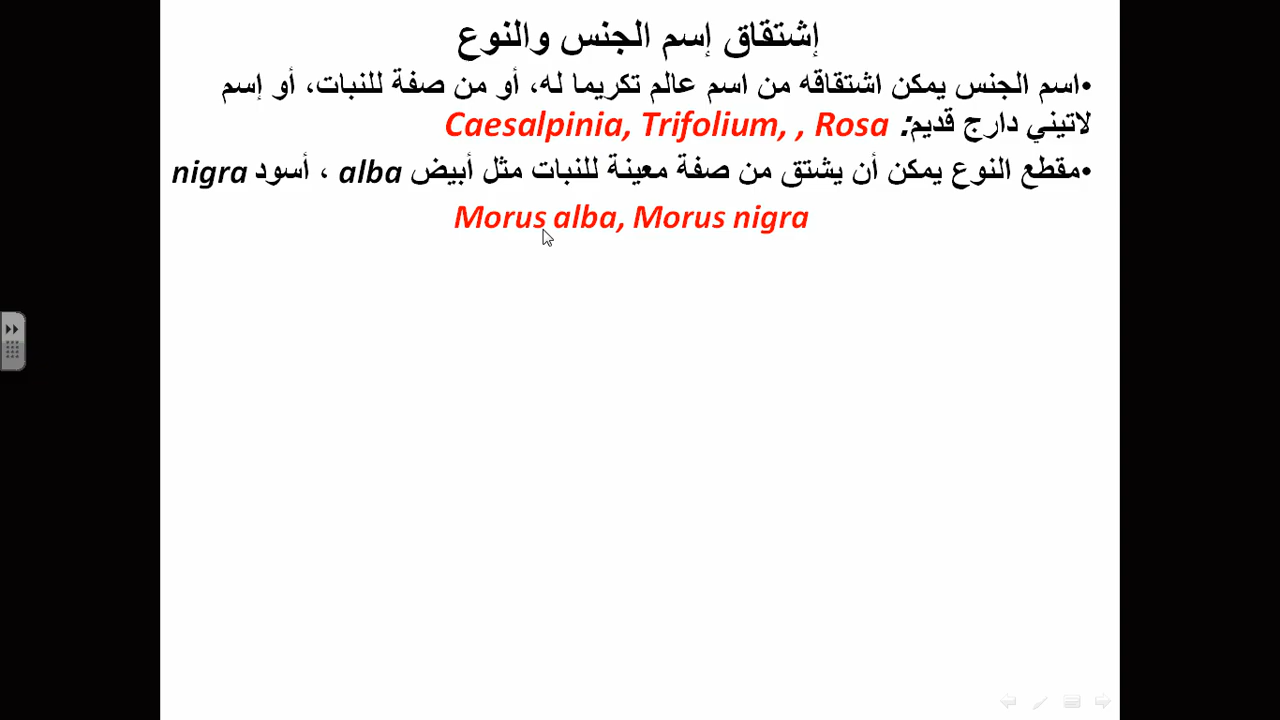 إشتقاق إسم الجنس والنوع
•اسم الجنس يمكن اشتقاقه من اسم عالم تكريما له، أو من صفة للنبات، أو إسم
لاتيني دارج قديم: Caesalpinia, Trifolium, , Rosa
•مقطع النوع يمكن أن يشتق من صفة معينة للنبات مثل أبيض alba ، أسود nigra
Morus alba, Morus nigra